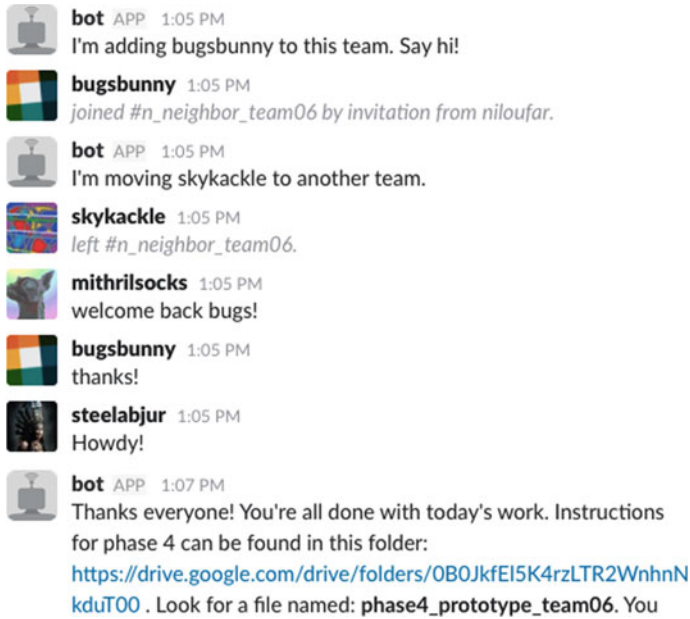 bot APP 1:05 PM
I'm adding bugsbunny to this team. Say hi!
bugsbunny 1:05 PM
joined #n_neighbor_team06 by invitation from niloufar.
bot APP 1:05 PM
I'm moving skykackle to another team.
skykackle 1:05 PM
left #n_neighbor_team06.
mithrilsocks 1:05 PM
welcome back bugs!
bugsbunny 1:05 PM
thanks!
steelabjur 1:05 PM
Howdy!
bot APP 1:07 PM
Thanks everyone! You're all done with today's work. Instructions
for phase 4 can be found in this folder:
https://drive.google.com/drive/folders/0B0JkfEI5K4rzLTR2WnhnN
kduT00 . Look for a file named: phase4_prototype_team06. You